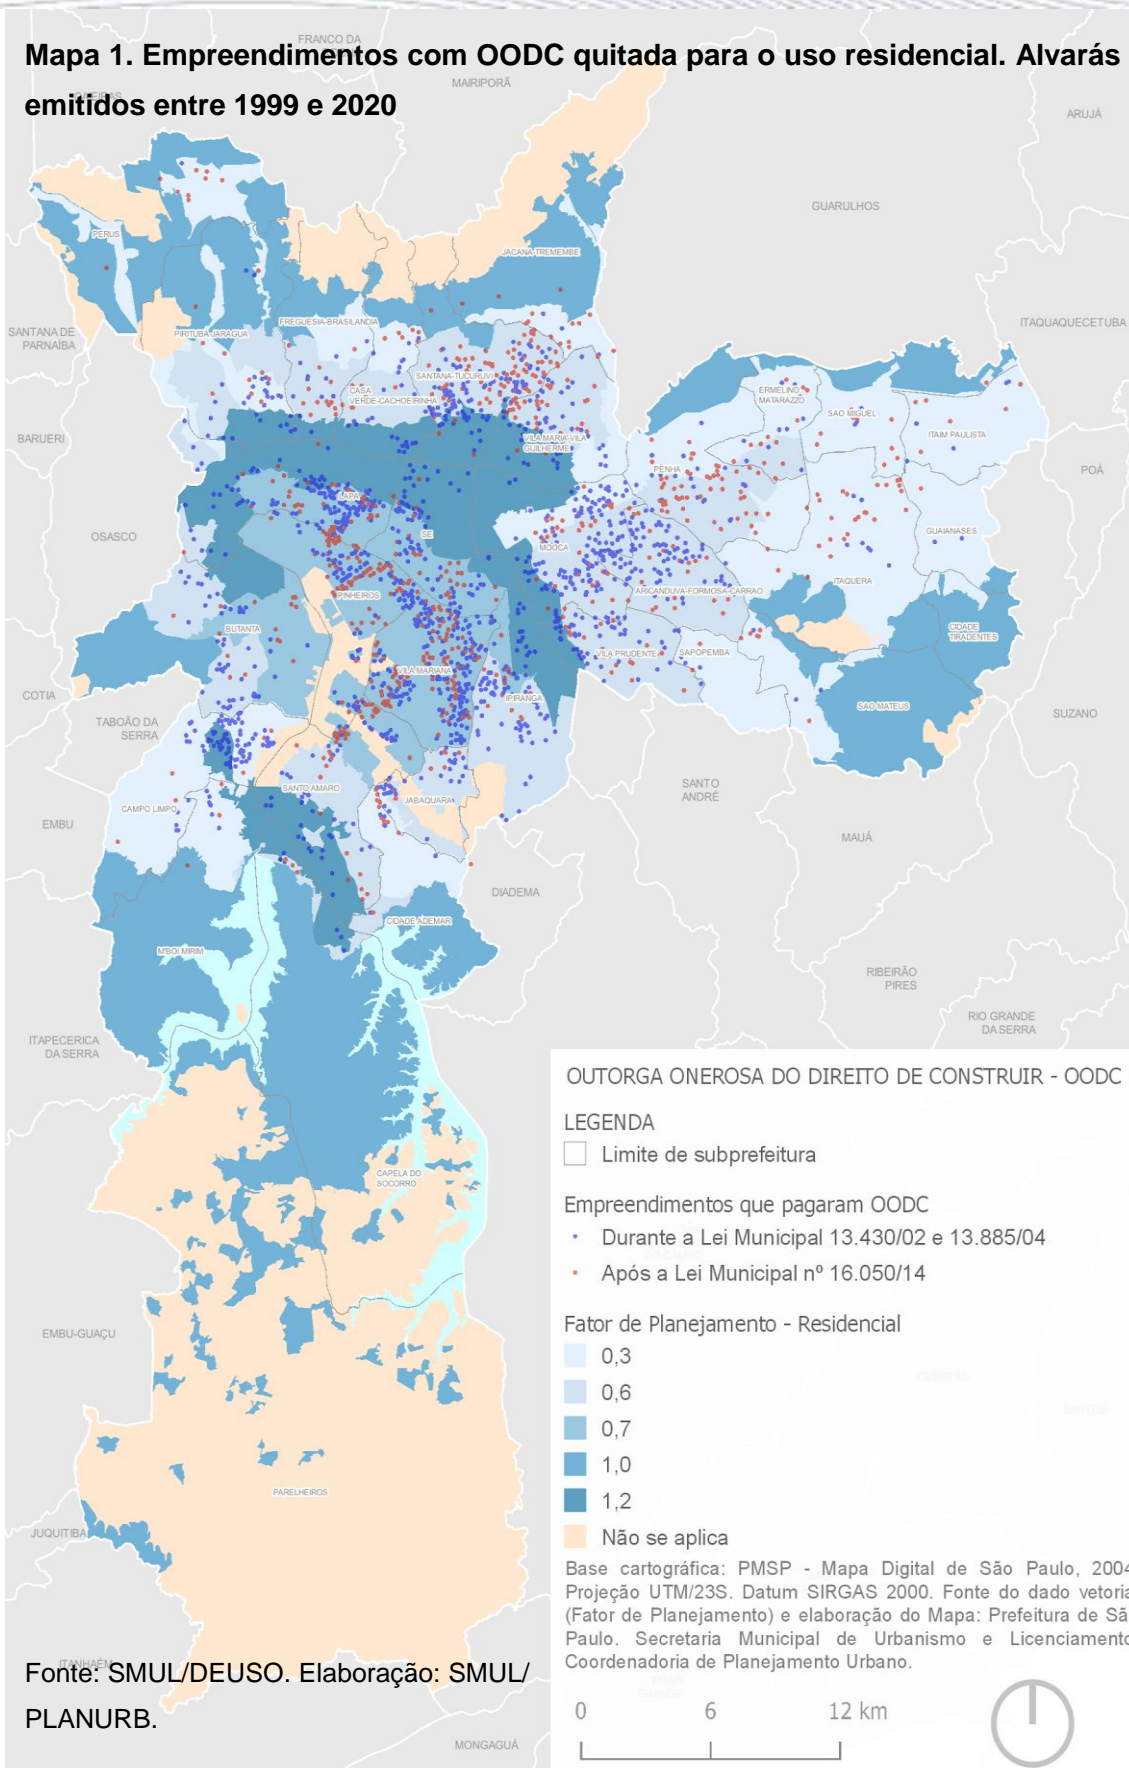 Mapa 1. Empreendimentos com OODC quitada para o uso residencial. Alvarás
emitidos entre 1999 e 2020
FRANCO DA
MAIRIPORÃ
ARUJÁ
GUARULHOS
PERUS
JAÇANA-TREMEMBE
SANTANA DE
PARNAÍBA
PIRITUBA-JARAGUA
FREGUESIA-BRASILANDIA
ITAQUAQUECETUBA
SANTANA-TUCURUVI
CASA
VERDE-CACHOEIRINHA
ERMELINO
MATARAZZO
SAO MIGUEL
ITAIM PAULISTA
BARUERI
VILA MARIA-VILA
GUILHERME
PENHA
POÁ
LAPA
OSASCO
SE
MOOCA
GUAIANASES
ITAQUERA
ARICANDUVA-FORMOSA-CARRAO
PINHEIROS
BUTANTA
CIDADE
TIRADENTES
VILA PRUDENTE
SAPOPEMBA
VILA MARIANA
IPIRANGA
COTIA
TABOÃO DA
SERRA
SAO MATEUS
SUZANO
SANTO
ANDRÉ
SANTO AMARO
JABAQUARA
CAMPO LIMPO
EMBU
MAUÁ
DIADEMA
CIDADE ADEMAR
M'BOI MIRIM
RIBEIRÃO
PIRES
RIO GRANDE
DA SERRA
ITAPECERICA
DA SERRA
CAPELA DO
SOCORRO
EMBU-GUAÇU
PARELHEIROS
JUQUITIBA
ITANHAÉM
MONGAGUÁ
OUTORGA ONEROSA DO DIREITO DE CONSTRUIR - OODC
LEGENDA
Limite de subprefeitura
Empreendimentos que pagaram OODC
Durante a Lei Municipal 13.430/02 e 13.885/04
Após a Lei Municipal nº 16.050/14
Fator de Planejamento - Residencial
0,3
0,6
0,7
1,0
1,2
Não se aplica
Base cartográfica: PMSP - Mapa Digital de São Paulo, 2004
Projeção UTM/23S. Datum SIRGAS 2000. Fonte do dado vetoria
(Fator de Planejamento) e elaboração do Mapa: Prefeitura de Sã
Paulo. Secretaria Municipal de Urbanismo e Licenciamento
Coordenadoria de Planejamento Urbano.
0 6 12 km
Fonte: SMUL/DEUSO. Elaboração: SMUL/
PLANURB.